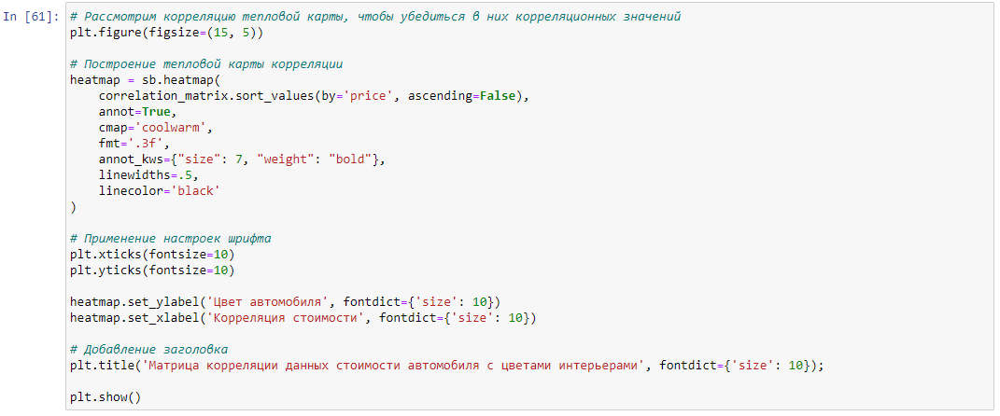 In [61]: # Рассмотрим корреляцию тепловой карты, чтобы убедиться в них корреляционных значений
plt.figure(figsize=(15, 5))

# Построение тепловой карты корреляции
heatmap = sb.heatmap(
    correlation_matrix.sort_values(by='price', ascending=False),
    annot=True,
    cmap='coolwarm',
    fmt='.3f',
    annot_kws={"size": 7, "weight": "bold"},
    linewidths=.5,
    linecolor='black'
)

# Применение настроек шрифта
plt.xticks(fontsize=10)
plt.yticks(fontsize=10)

heatmap.set_ylabel('Цвет автомобиля', fontdict={'size': 10})
heatmap.set_xlabel('Корреляция стоимости', fontdict={'size': 10})

# Добавление заголовка
plt.title('Матрица корреляции данных стоимости автомобиля с цветами интерьерами', fontdict={'size': 10});

plt.show()